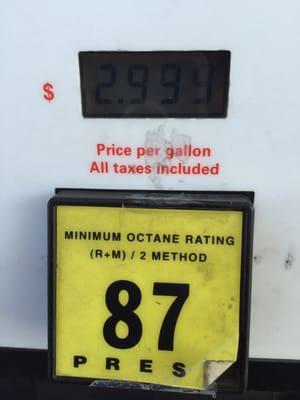 $ 2.999
Price per gallon
All taxes included
MINIMUM OCTANE RATING
(R+M) / 2 METHOD
87
PRES